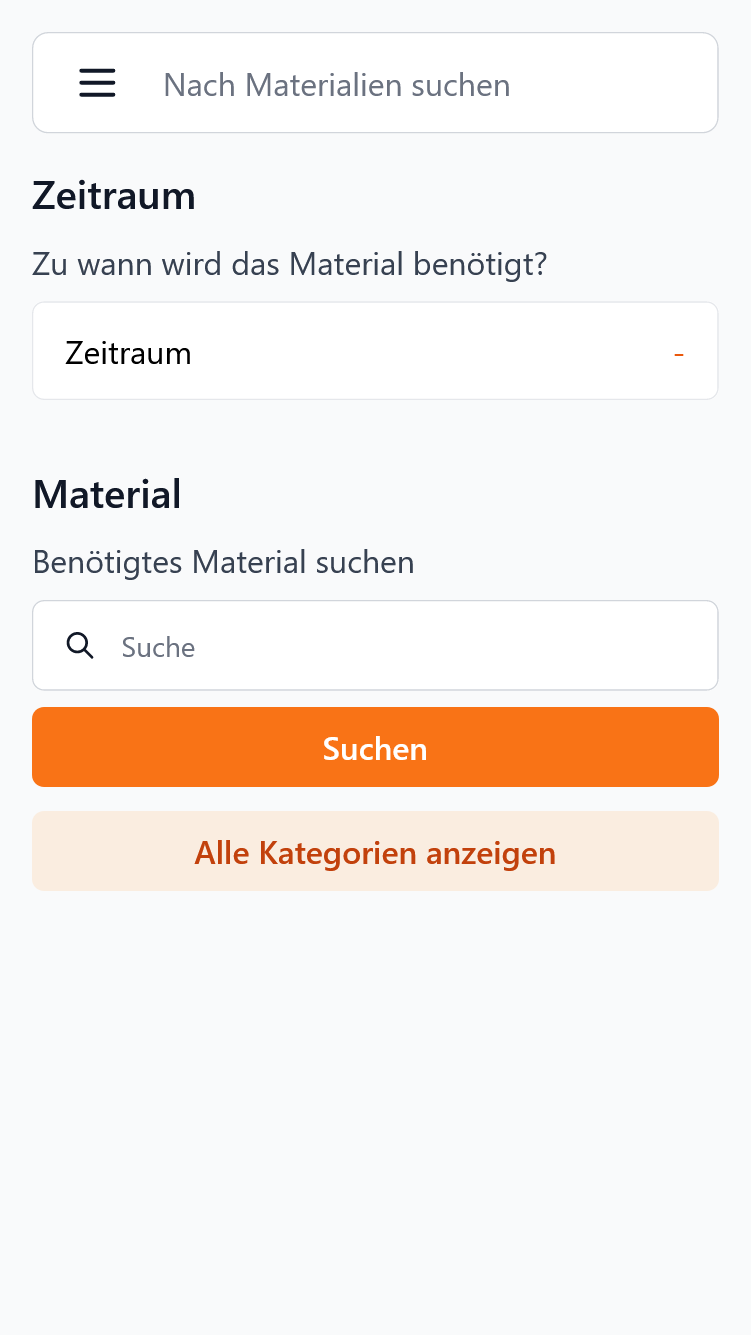 Nach Materialien suchen
Zeitraum
Zu wann wird das Material benötigt?
Zeitraum -
Material
Benötigtes Material suchen
Suche
Suchen
Alle Kategorien anzeigen